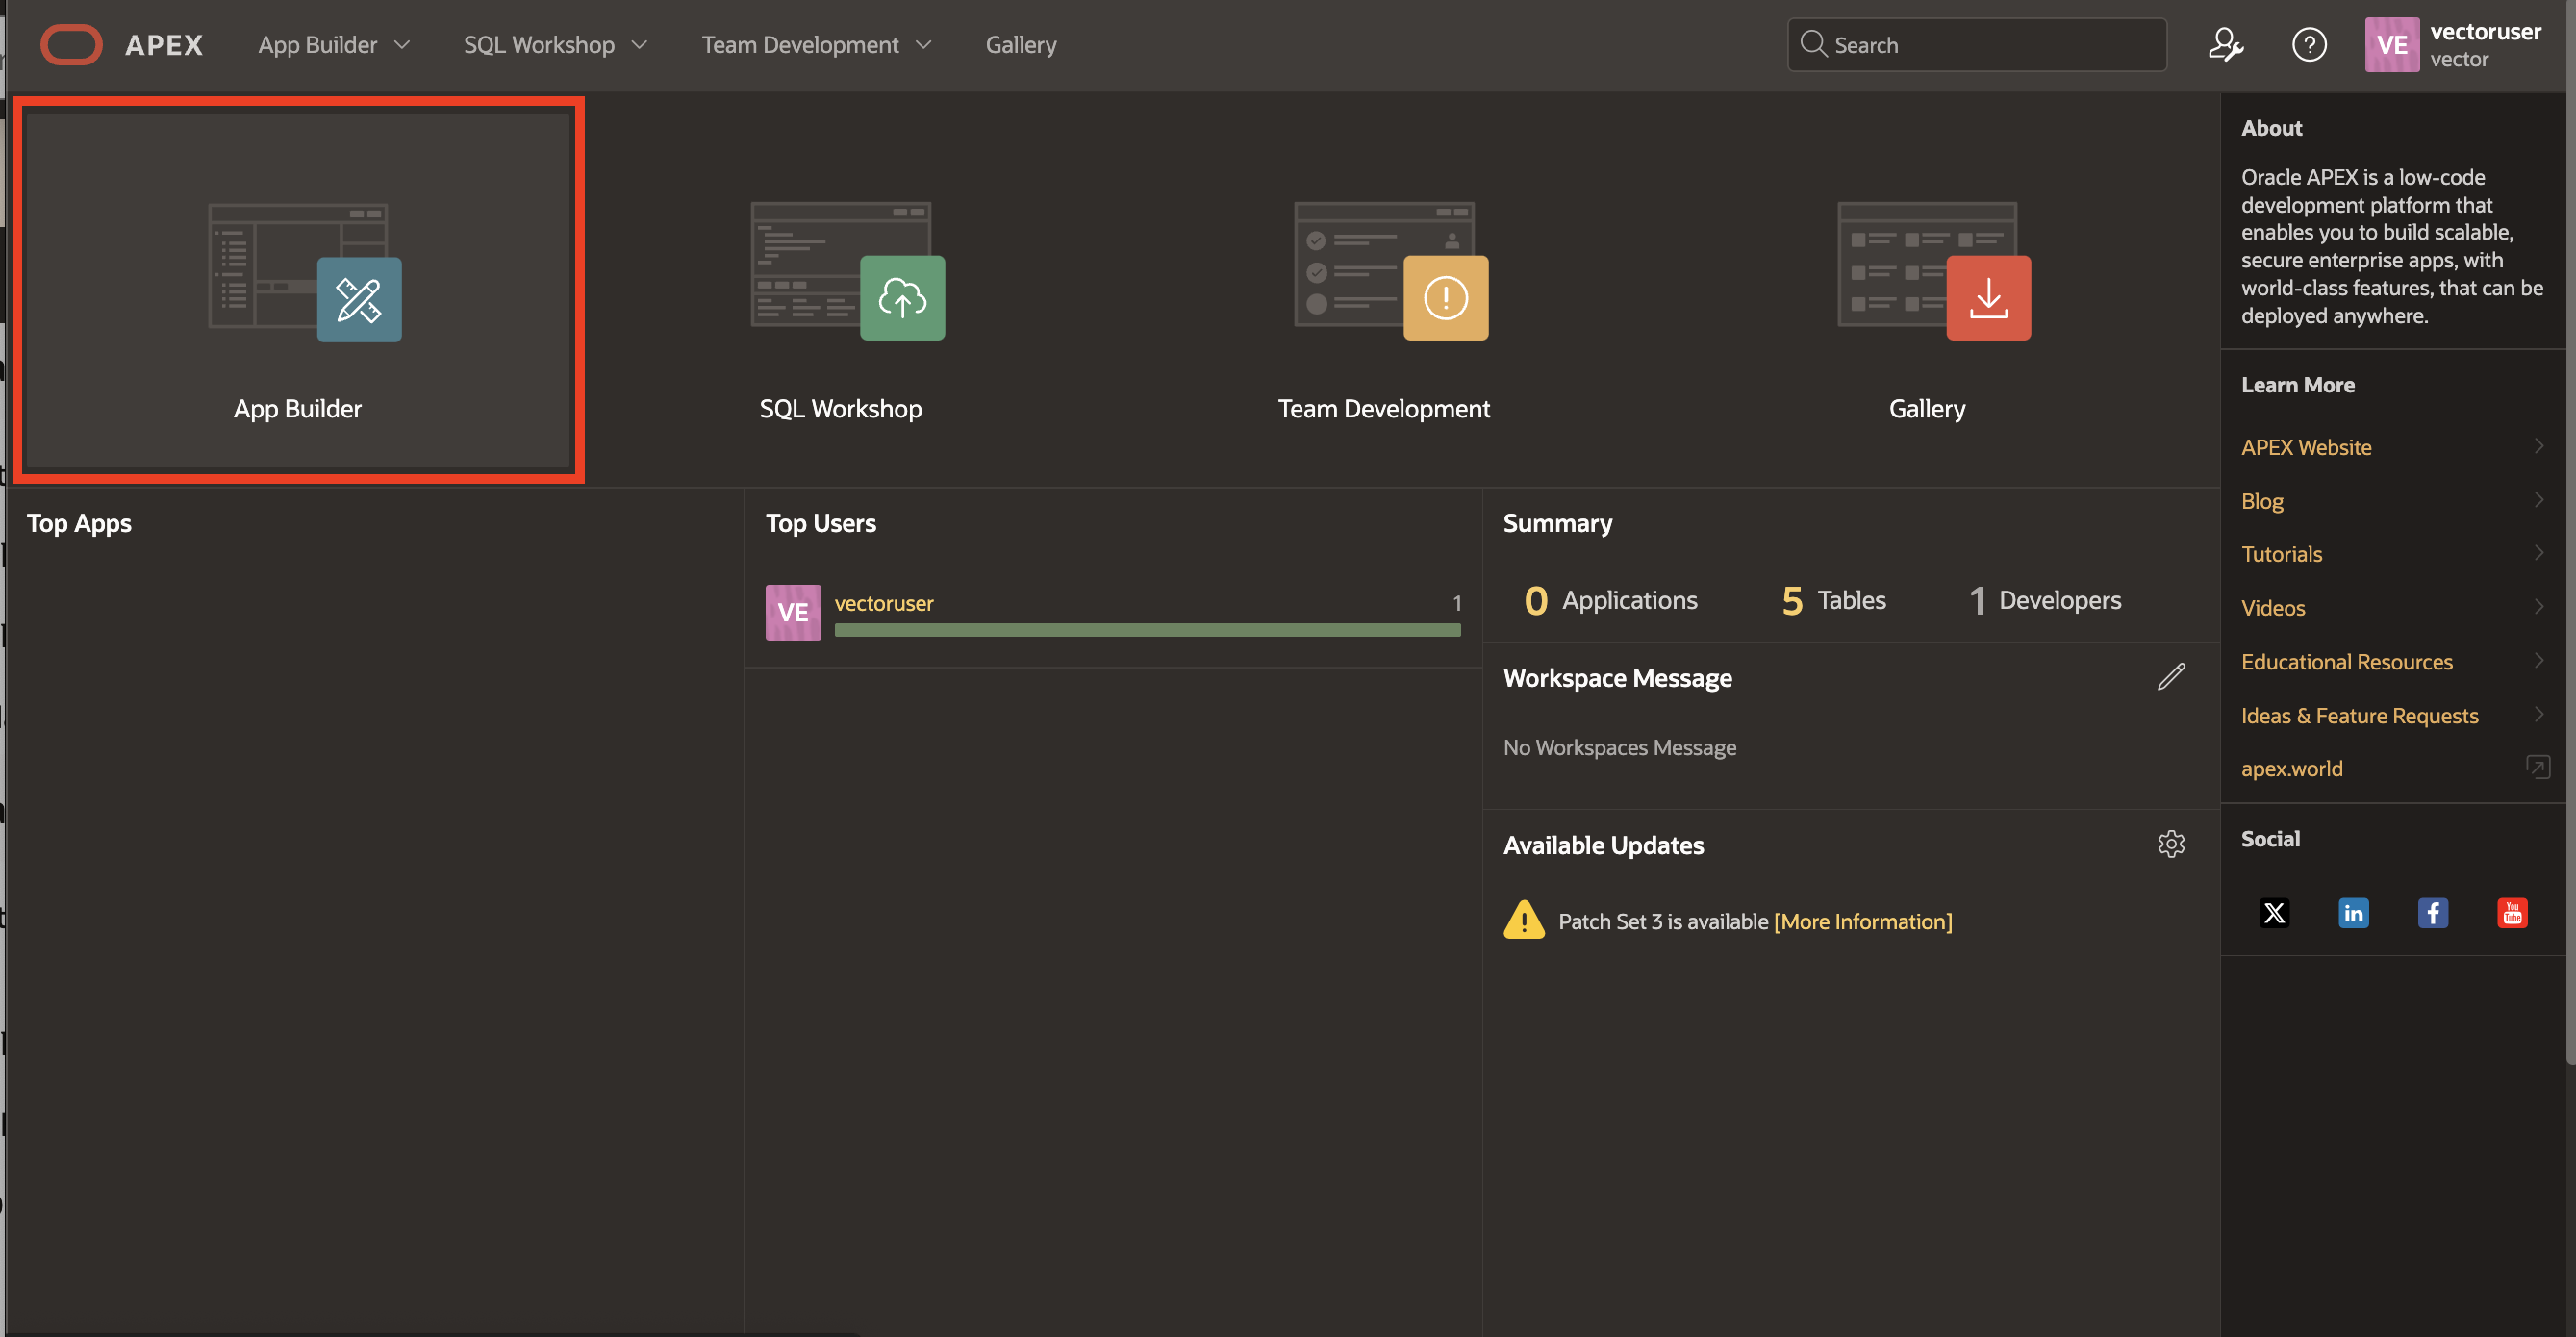 APEX
App Builder
SQL Workshop
Team Development
Gallery
Search
VE
vectoruser
vector
App Builder
SQL Workshop
Team Development
Gallery
About
Oracle APEX is a low-code
development platform that
enables you to build scalable,
secure enterprise apps, with
world-class features, that can be
deployed anywhere.
Learn More
APEX Website
Blog
Tutorials
Videos
Educational Resources
Ideas & Feature Requests
apex.world
Social
Top Apps
Top Users
VE
vectoruser
1
Summary
0 Applications
5 Tables
1 Developers
Workspace Message
No Workspaces Message
Available Updates
Patch Set 3 is available [More Information]
You
Tube